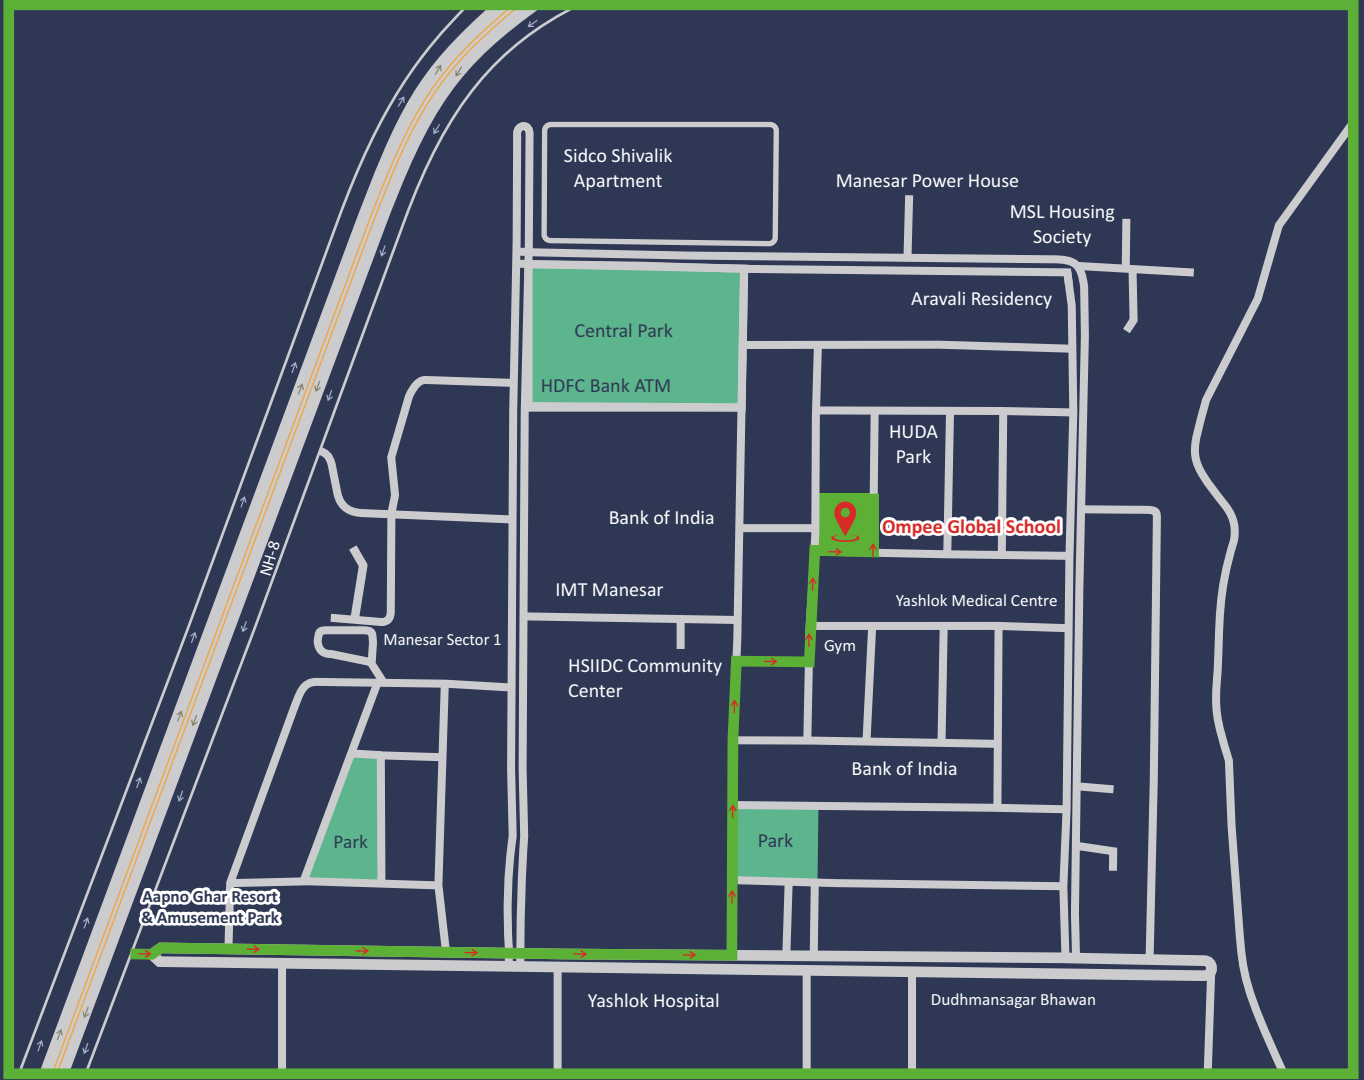 Sidco Shivalik
Apartment
Manesar Power House
MSL Housing
Society
Aravali Residency
Central Park
HDFC Bank ATM
HUDA
Park
Bank of India
Ompee Global School
NH-8
IMT Manesar
Yashlok Medical Centre
Manesar Sector 1
Gym
HSIIDC Community
Center
Bank of India
Park
Park
Aapno Ghar Resort
& Amusement Park
Yashlok Hospital
Dudhmansagar Bhawan